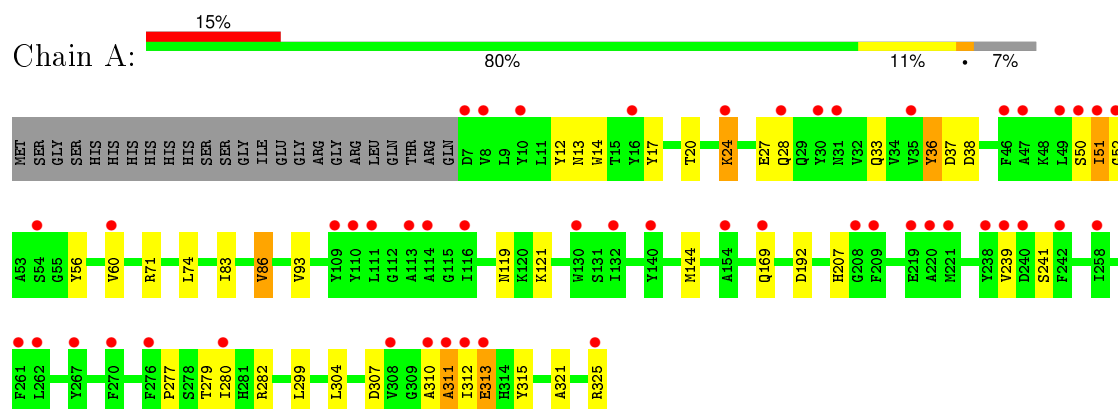 15%
Chain A:
80% 11% • 7%
MET SER GLY SER HIS HIS HIS HIS HIS HIS SER SER GLY ILE GLU GLY ARG GLY ARG LEU GLN THR ARG GLN D7 V8 L9 Y10 L11 Y12 N13 W14 T15 Y16 Y17 T20 K24 E27 Q28 Q29 Y30 N31 V32 Q33 V34 V35 Y36 D37 D38 F46 A47 K48 L49 S50 I51 G52
A53 S54 G55 Y56 V60 R71 L74 I83 V86 V93 Y109 Y110 L111 G112 A113 A114 G115 I116 N119 K120 K121 W130 S131 I132 Y140 M144 A154 Q169 D192 H207 G208 F209 E219 A220 M221 Y238 V239 D240 S241 F242 I258
F261 L262 Y267 F270 F276 P277 S278 T279 I280 H281 R282 L299 L304 D307 V308 G309 A310 A311 I312 E313 H314 Y315 A321 R325